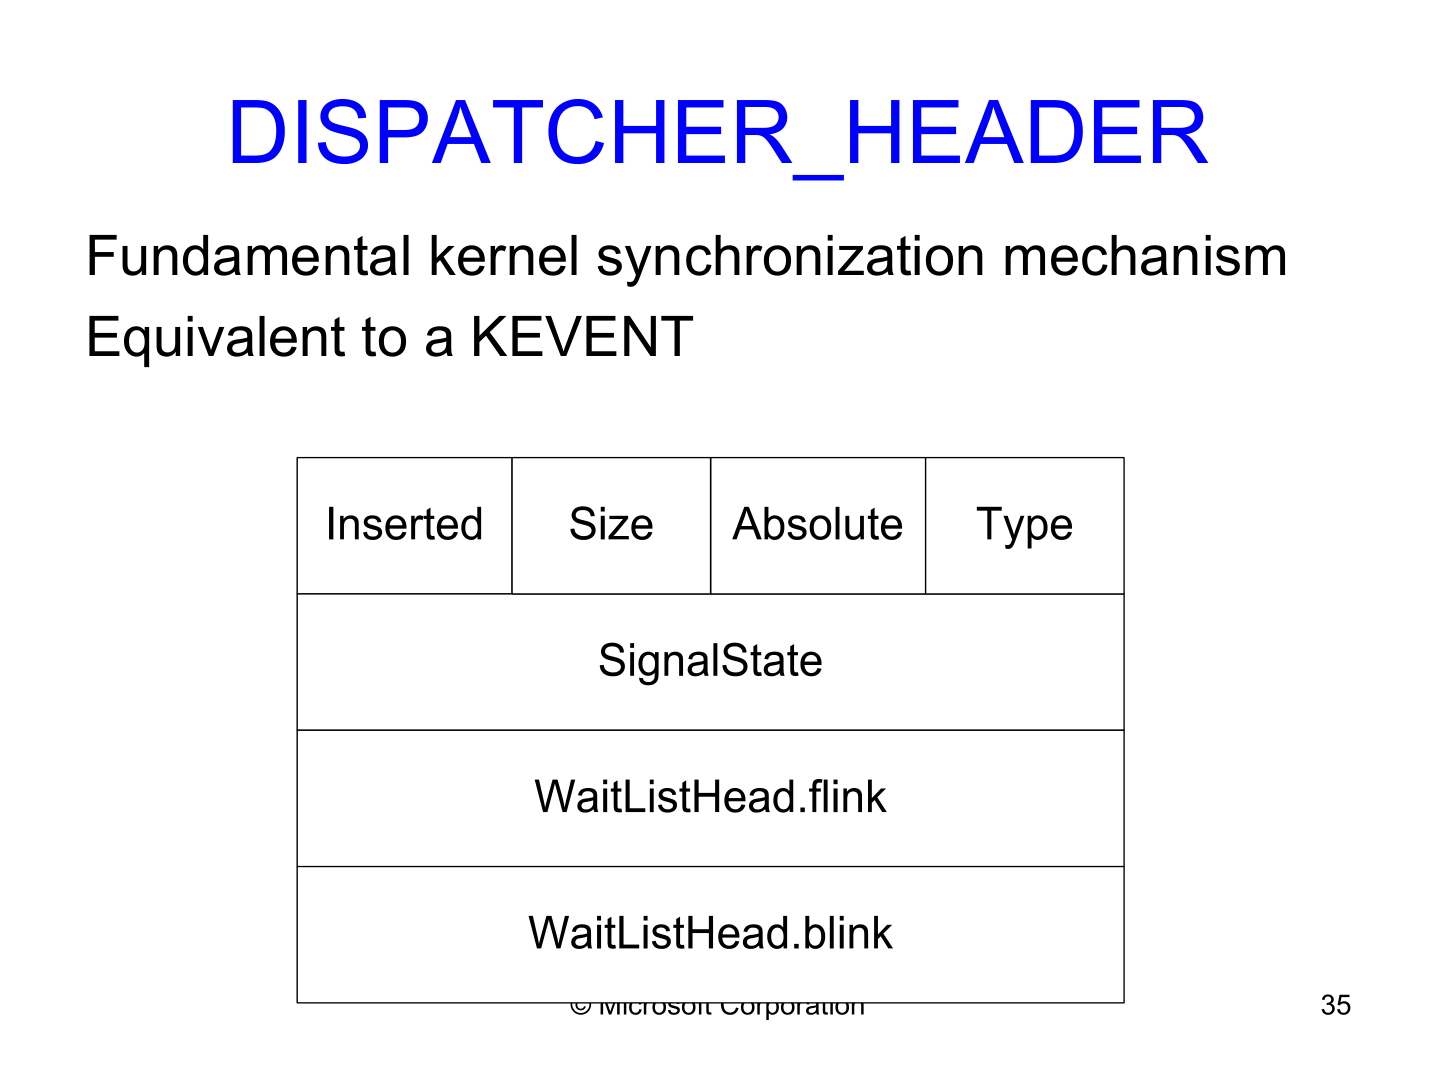 DISPATCHER_HEADER
Fundamental kernel synchronization mechanism
Equivalent to a KEVENT
Inserted Size Absolute Type
SignalState
WaitListHead.flink
WaitListHead.blink
© Microsoft Corporation 35